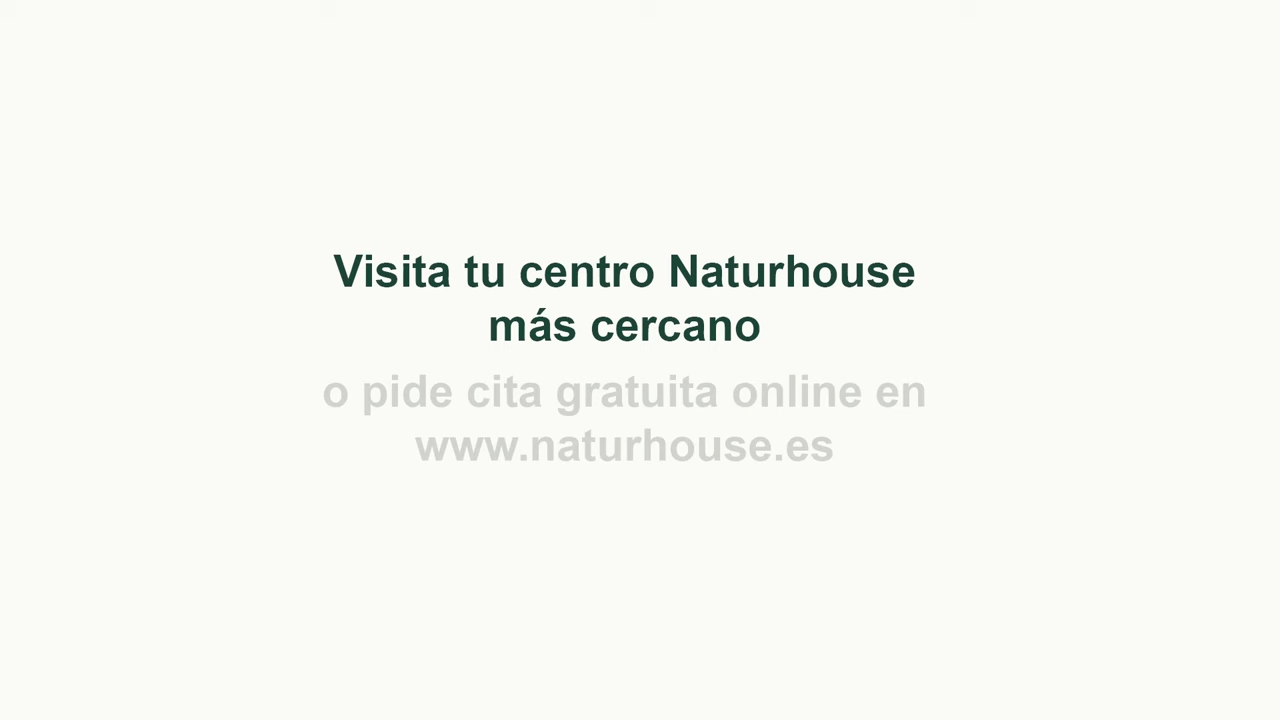 Visita tu centro Naturhouse
más cercano
o pide cita gratuita online en
www.naturhouse.es